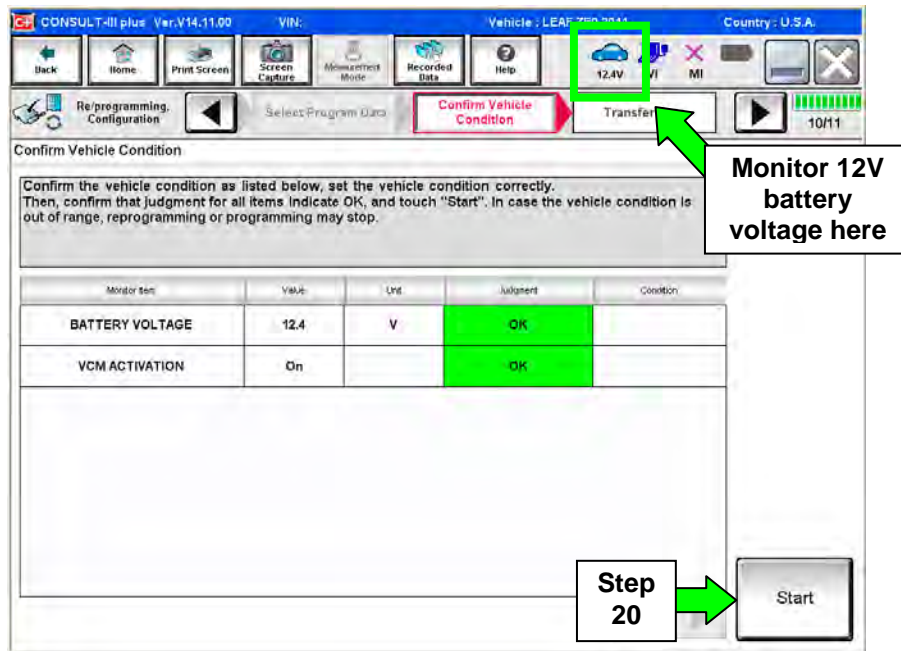 CONSULT-III plus Ver.V14.11.00 VIN: Vehicle : LEAF ZE0 2011 Country : U.S.A.
Back Home Print Screen Screen Capture Measurement Mode Recorded Data Help 12.4V VI MI
Re/programming, Configuration Select Program Data Confirm Vehicle Condition Transfer 10/11
Confirm Vehicle Condition
Monitor 12V
battery
voltage here
Confirm the vehicle condition as listed below, set the vehicle condition correctly.
Then, confirm that judgment for all items indicate OK, and touch "Start". In case the vehicle condition is
out of range, reprogramming or programming may stop.
Monitor Item Value Unit Judgment Condition
BATTERY VOLTAGE 12.4 V OK
VCM ACTIVATION On OK
Step
20
Start